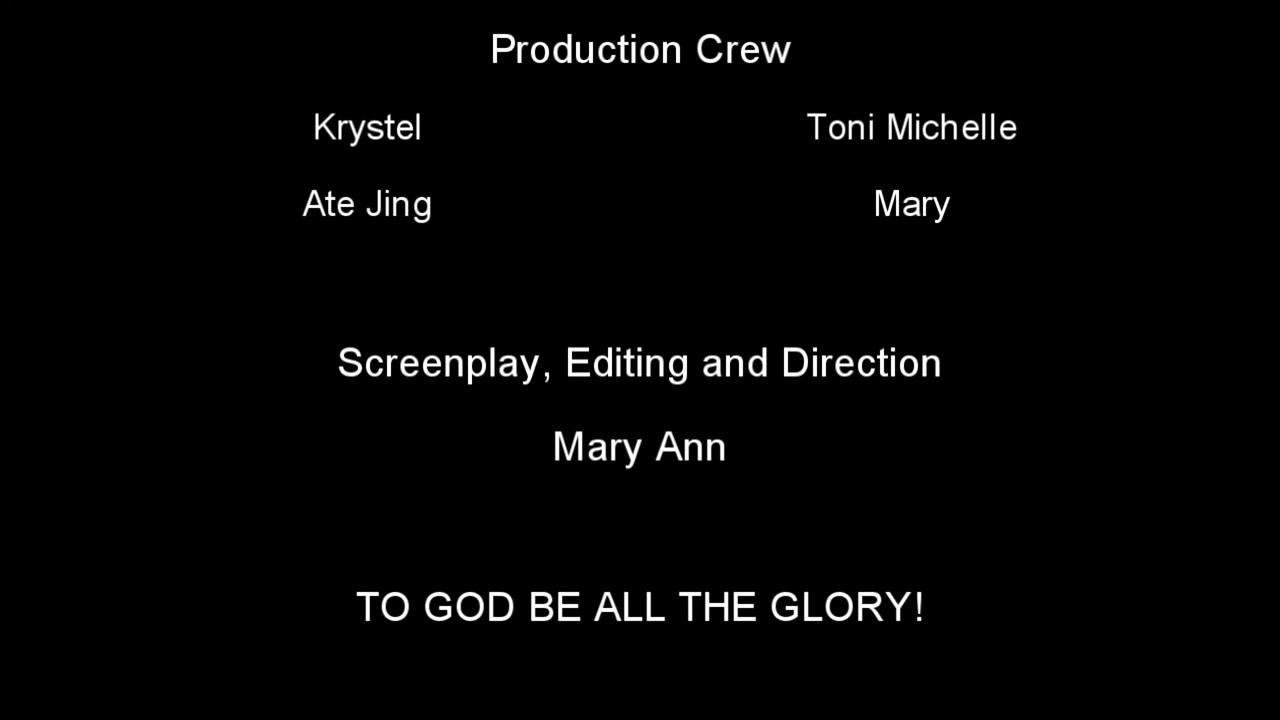 Production Crew
Krystel Toni Michelle
Ate Jing Mary
Screenplay, Editing and Direction
Mary Ann
TO GOD BE ALL THE GLORY!